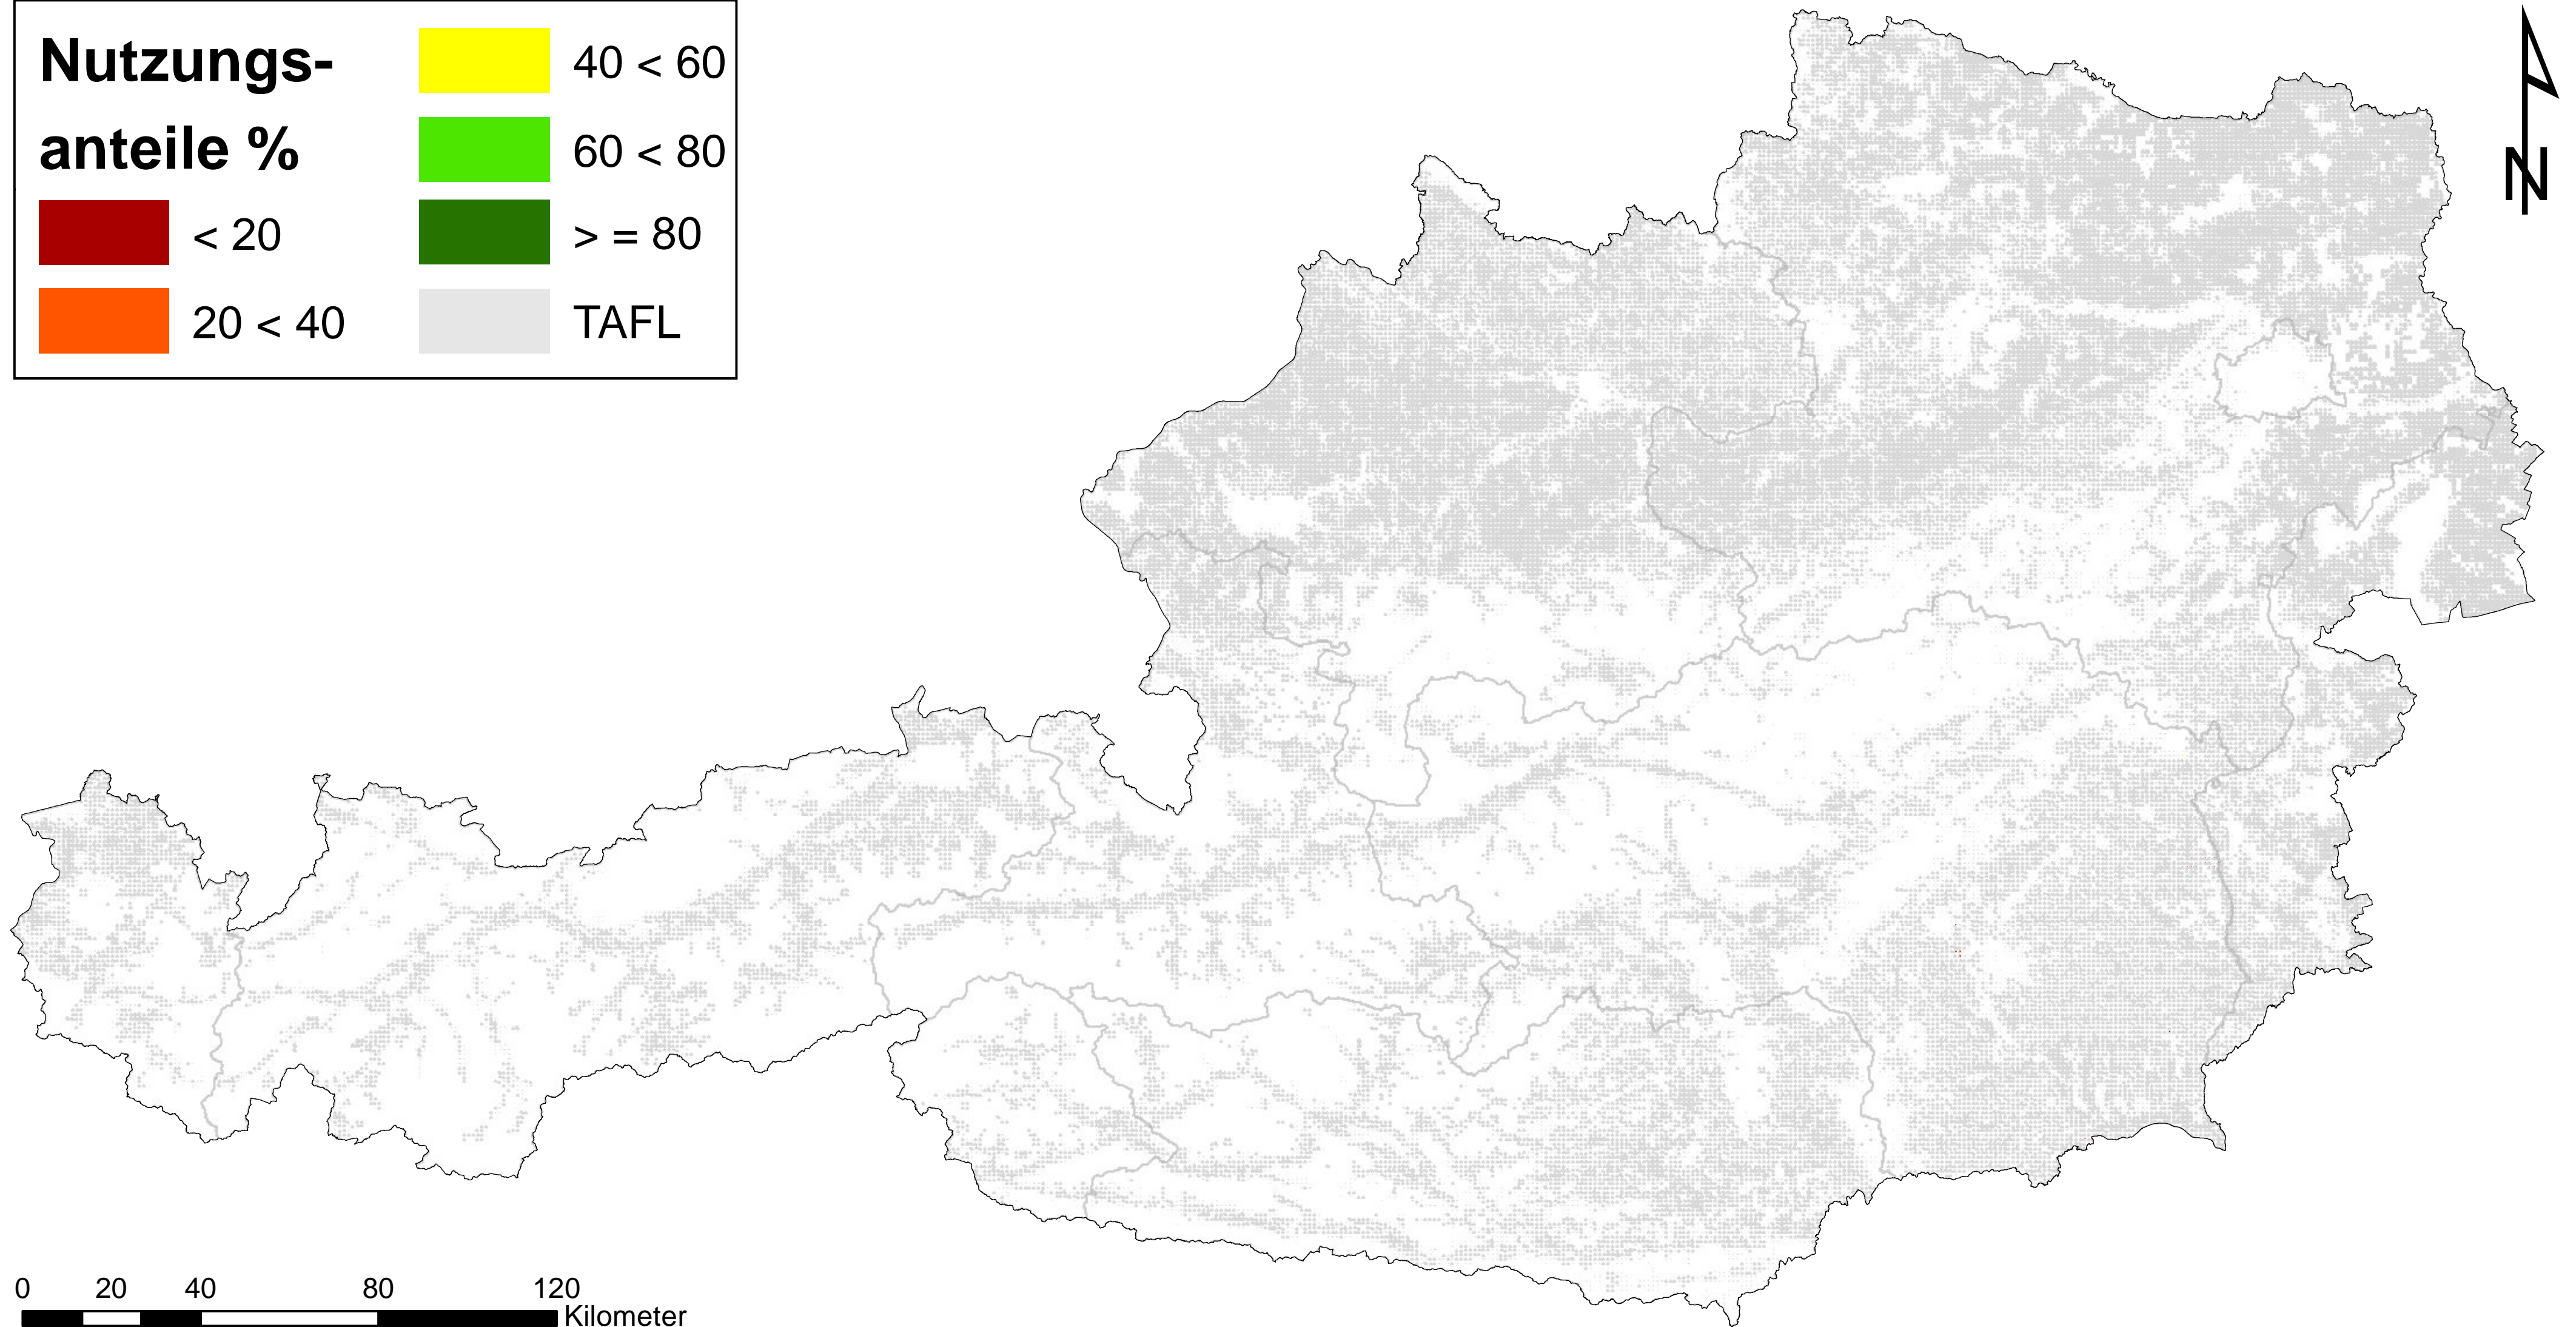 Nutzungs-
anteile %
< 20
20 < 40
40 < 60
60 < 80
> = 80
TAFL
N
0 20 40 80 120
Kilometer